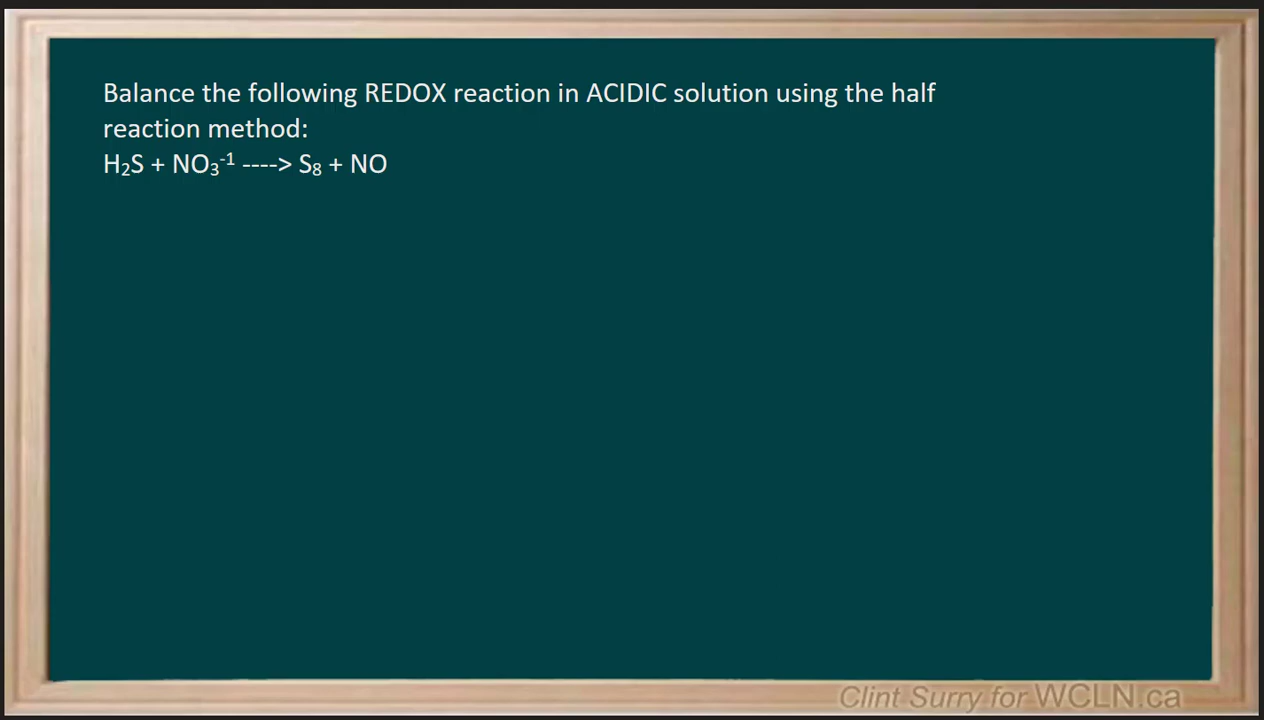 Balance the following REDOX reaction in ACIDIC solution using the half
reaction method:
H₂S + NO₃⁻¹ ----> S₈ + NO
Clint Surry for WCLN.ca